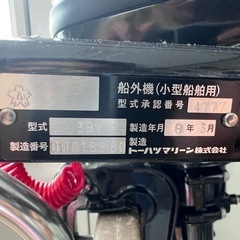 船外機(小型船舶用)
型式承認番号 4777
型式
製造年月 8年3月
製造番号
製造 トーハツマリーン株式会社